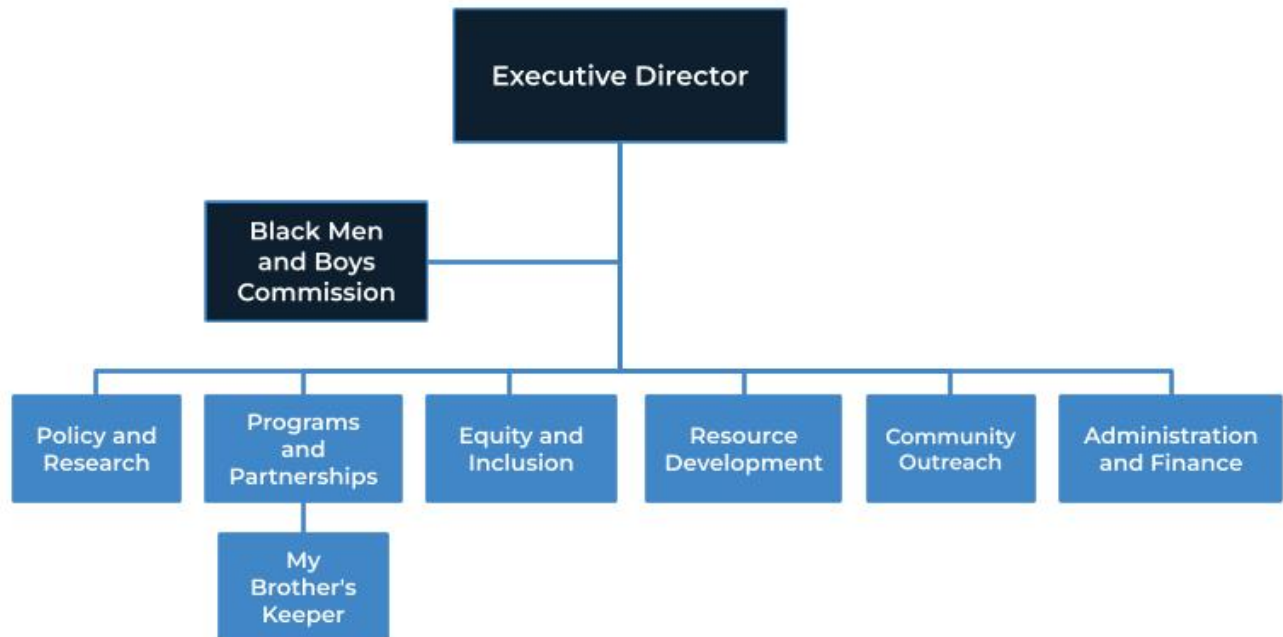 Executive Director
Black Men
and Boys
Commission
Policy and
Research
Programs
and
Partnerships
Equity and
Inclusion
Resource
Development
Community
Outreach
Administration
and Finance
My
Brother's
Keeper